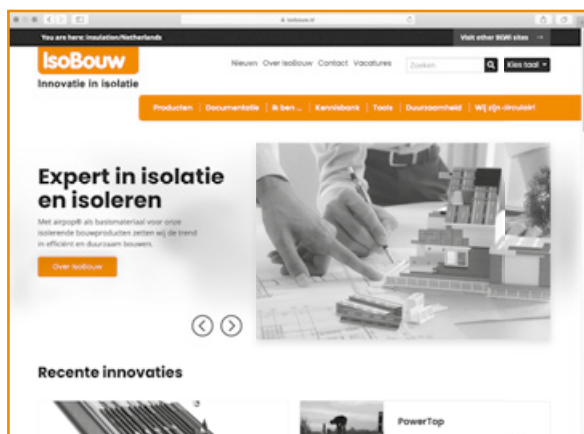 isobouw.nl
You are here: Insulation/Netherlands
Visit other BEWI sites →
IsoBouw
Innovatie in isolatie
Nieuws Over IsoBouw Contact Vacatures
Zoeken
Kies taal
Producten | Documentatie | Ik ben ... | Kennisbank | Tools | Duurzaamheid | Wij zijn circulair!
Expert in isolatie
en isoleren
Met airpop® als basismateriaal voor onze
isolerende bouwproducten zetten wij de trend
in efficiënt en duurzaam bouwen.
Over IsoBouw
Recente innovaties
PowerTop